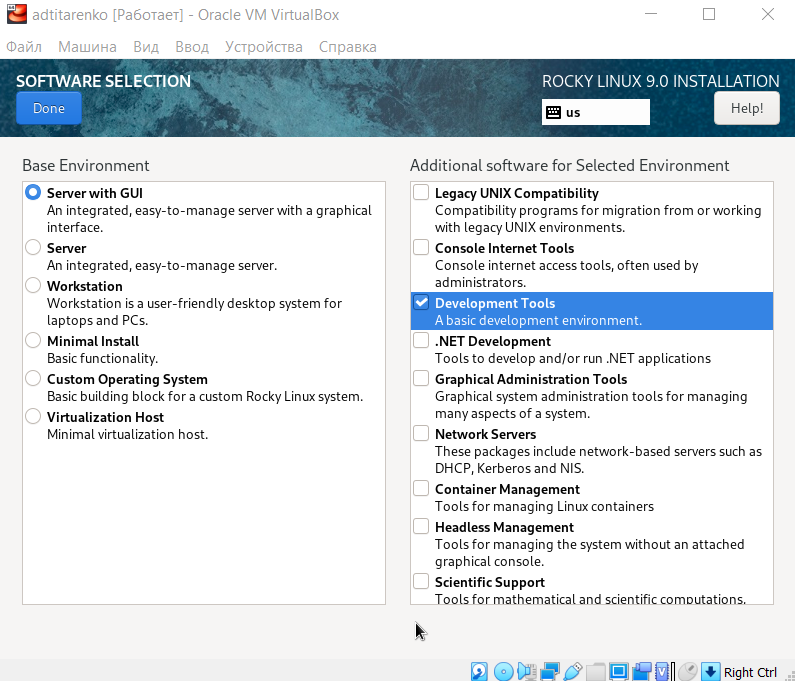 adtitarenko [Работает] - Oracle VM VirtualBox
Файл Машина Вид Ввод Устройства Справка
SOFTWARE SELECTION
ROCKY LINUX 9.0 INSTALLATION
Done
us
Help!
Base Environment
Server with GUI
An integrated, easy-to-manage server with a graphical
interface.
Server
An integrated, easy-to-manage server.
Workstation
Workstation is a user-friendly desktop system for
laptops and PCs.
Minimal Install
Basic functionality.
Custom Operating System
Basic building block for a custom Rocky Linux system.
Virtualization Host
Minimal virtualization host.
Additional software for Selected Environment
Legacy UNIX Compatibility
Compatibility programs for migration from or working
with legacy UNIX environments.
Console Internet Tools
Console internet access tools, often used by
administrators.
Development Tools
A basic development environment.
.NET Development
Tools to develop and/or run .NET applications
Graphical Administration Tools
Graphical system administration tools for managing
many aspects of a system.
Network Servers
These packages include network-based servers such as
DHCP, Kerberos and NIS.
Container Management
Tools for managing Linux containers
Headless Management
Tools for managing the system without an attached
graphical console.
Scientific Support
Tools for mathematical and scientific computations.
Right Ctrl